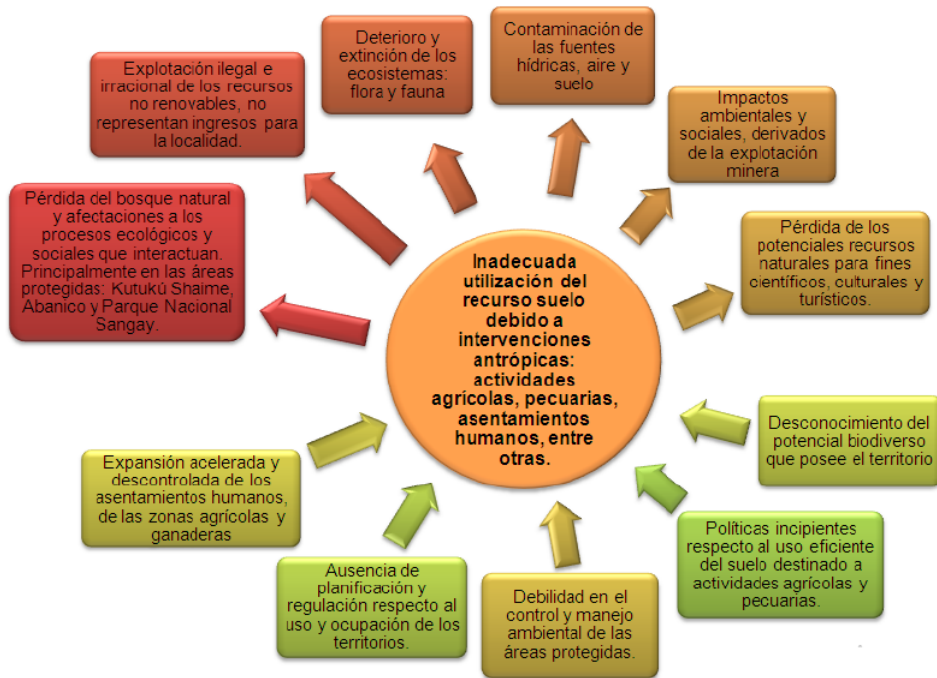 Explotación ilegal e
irracional de los recursos
no renovables, no
representan ingresos para
la localidad.
Deterioro y
extinción de los
ecosistemas:
flora y fauna
Contaminación de
las fuentes
hídricas, aire y
suelo
Impactos
ambientales y
sociales, derivados
de la explotación
minera
Pérdida del bosque natural
y afectaciones a los
procesos ecológicos y
sociales que interactuan.
Principalmente en las áreas
protegidas: Kutukú Shaime,
Abanico y Parque Nacional
Sangay.
Pérdida de los
potenciales recursos
naturales para fines
científicos, culturales y
turísticos.
Inadecuada
utilización del
recurso suelo
debido a
intervenciones
antrópicas:
actividades
agrícolas, pecuarias,
asentamientos
humanos, entre
otras.
Desconocimiento del
potencial biodiverso
que posee el territorio
Expansión acelerada y
descontrolada de los
asentamientos humanos,
de las zonas agrícolas y
ganaderas
Políticas incipientes
respecto al uso eficiente
del suelo destinado a
actividades agrícolas y
pecuarias.
Ausencia de
planificación y
regulación respecto al
uso y ocupación de los
territorios.
Debilidad en el
control y manejo
ambiental de las
áreas protegidas.